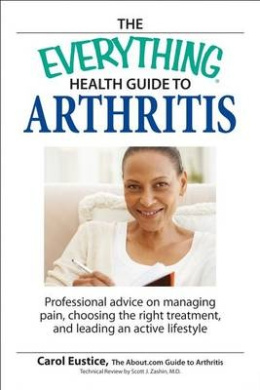 THE
EVERYTHING®
HEALTH GUIDE TO
ARTHRITIS
Professional advice on managing
pain, choosing the right treatment,
and leading an active lifestyle
Carol Eustice, The About.com Guide to Arthritis
Technical Review by Scott J. Zashin, M.D.